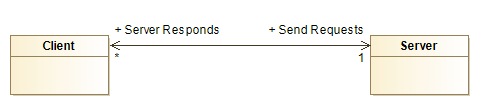 + Server Responds + Send Requests
Client Server
* 1